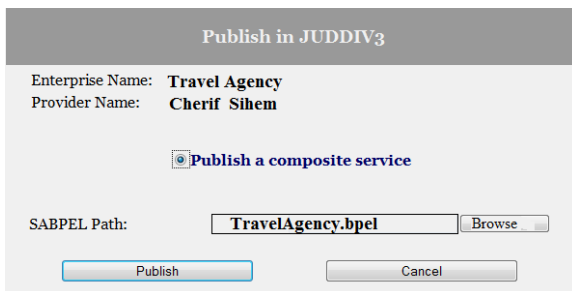 Publish in JUDDIV3
Enterprise Name: Travel Agency
Provider Name: Cherif Sihem
Publish a composite service
SABPEL Path: TravelAgency.bpel Browse
Publish Cancel